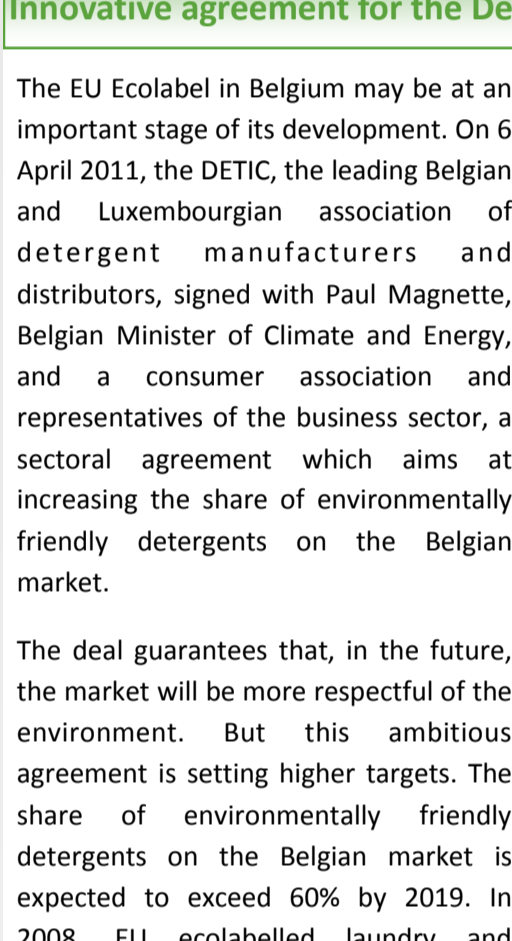 Innovative agreement for the De
The EU Ecolabel in Belgium may be at an
important stage of its development. On 6
April 2011, the DETIC, the leading Belgian
and Luxembourgian association of
detergent manufacturers and
distributors, signed with Paul Magnette,
Belgian Minister of Climate and Energy,
and a consumer association and
representatives of the business sector, a
sectoral agreement which aims at
increasing the share of environmentally
friendly detergents on the Belgian
market.
The deal guarantees that, in the future,
the market will be more respectful of the
environment. But this ambitious
agreement is setting higher targets. The
share of environmentally friendly
detergents on the Belgian market is
expected to exceed 60% by 2019. In
2008, EU ecolabelled laundry and